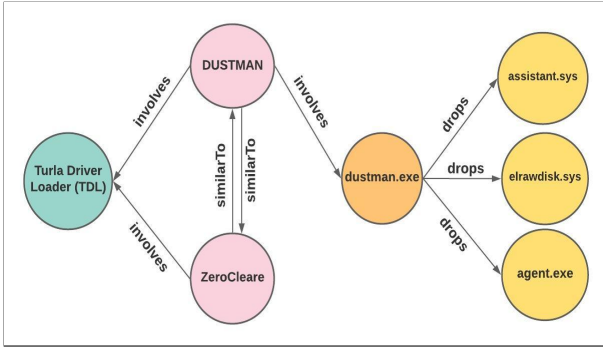 DUSTMAN
assistant.sys
involves
involves
drops
Turla Driver
Loader (TDL)
similarTo
similarTo
dustman.exe
drops
elrawdisk.sys
involves
drops
ZeroCleare
agent.exe